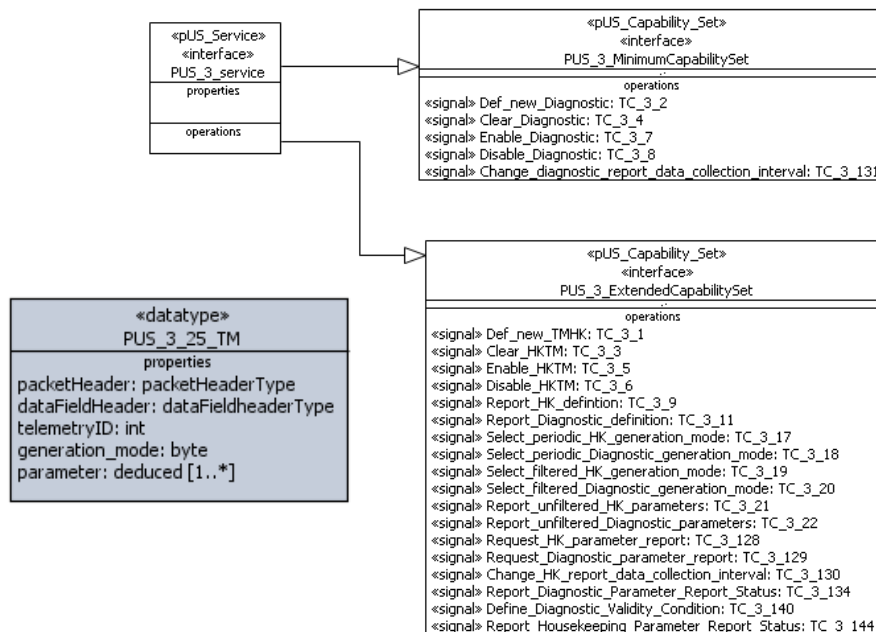 «pUS_Service»
«interface»
PUS_3_service
properties
operations
«pUS_Capability_Set»
«interface»
PUS_3_MinimumCapabilitySet
operations
«signal» Def_new_Diagnostic: TC_3_2
«signal» Clear_Diagnostic: TC_3_4
«signal» Enable_Diagnostic: TC_3_7
«signal» Disable_Diagnostic: TC_3_8
«signal» Change_diagnostic_report_data_collection_interval: TC_3_131
«pUS_Capability_Set»
«interface»
PUS_3_ExtendedCapabilitySet
operations
«signal» Def_new_TMHK: TC_3_1
«signal» Clear_HKTM: TC_3_3
«signal» Enable_HKTM: TC_3_5
«signal» Disable_HKTM: TC_3_6
«signal» Report_HK_defintion: TC_3_9
«signal» Report_Diagnostic_definition: TC_3_11
«signal» Select_periodic_HK_generation_mode: TC_3_17
«signal» Select_periodic_Diagnostic_generation_mode: TC_3_18
«signal» Select_filtered_HK_generation_mode: TC_3_19
«signal» Select_filtered_Diagnostic_generation_mode: TC_3_20
«signal» Report_unfiltered_HK_parameters: TC_3_21
«signal» Report_unfiltered_Diagnostic_parameters: TC_3_22
«signal» Request_HK_parameter_report: TC_3_128
«signal» Request_Diagnostic_parameter_report: TC_3_129
«signal» Change_HK_report_data_collection_interval: TC_3_130
«signal» Report_Diagnostic_Parameter_Report_Status: TC_3_134
«signal» Define_Diagnostic_Validity_Condition: TC_3_140
«signal» Report_Housekeeping_Parameter_Report_Status: TC_3_144
«datatype»
PUS_3_25_TM
properties
packetHeader: packetHeaderType
dataFieldHeader: dataFieldheaderType
telemetryID: int
generation_mode: byte
parameter: deduced [1..*]